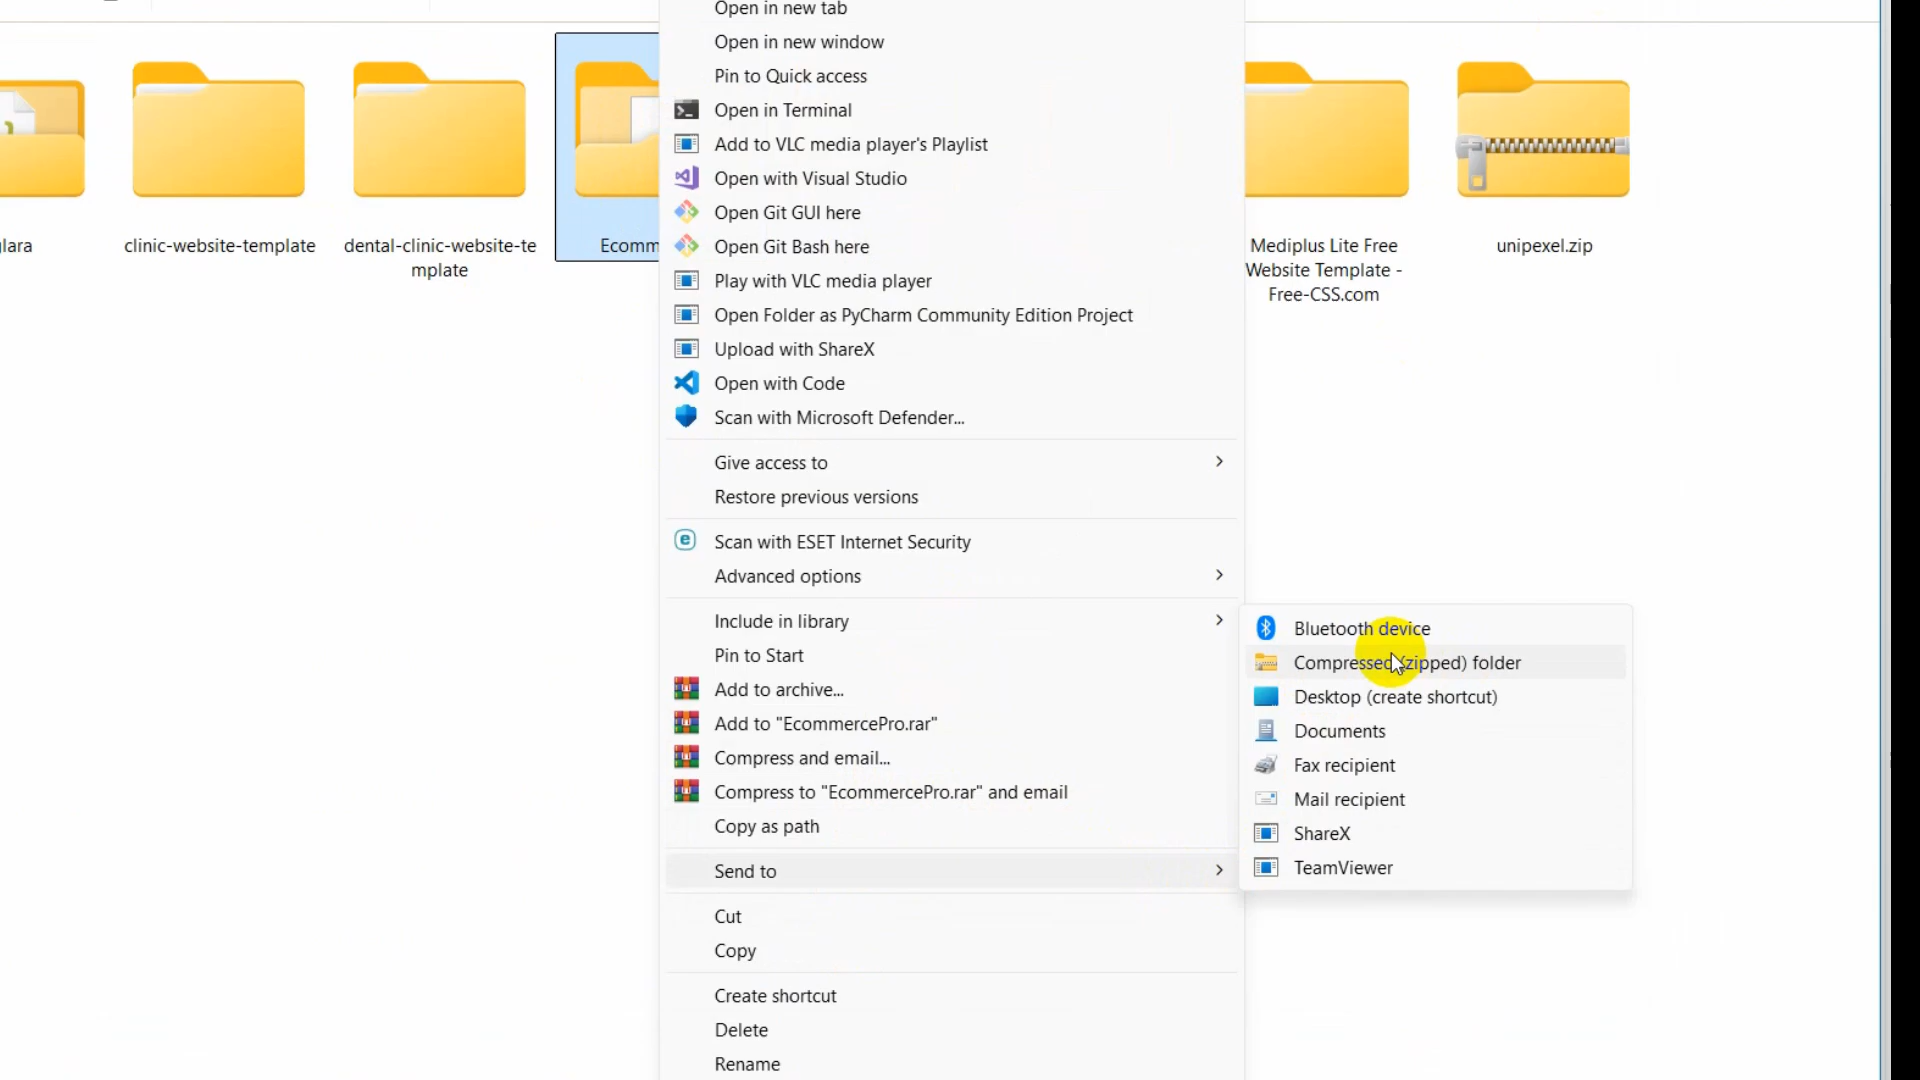 Open in new tab
Open in new window
Pin to Quick access
Open in Terminal
Add to VLC media player's Playlist
Open with Visual Studio
Open Git GUI here
Open Git Bash here
Play with VLC media player
Open Folder as PyCharm Community Edition Project
Upload with ShareX
Open with Code
Scan with Microsoft Defender...
Give access to
Restore previous versions
Scan with ESET Internet Security
Advanced options
Include in library
Pin to Start
Add to archive...
Add to "EcommercePro.rar"
Compress and email...
Compress to "EcommercePro.rar" and email
Copy as path
Send to
Cut
Copy
Create shortcut
Delete
Rename
Bluetooth device
Compressed (zipped) folder
Desktop (create shortcut)
Documents
Fax recipient
Mail recipient
ShareX
TeamViewer
lara
clinic-website-template
dental-clinic-website-te
mplate
Ecomm
Mediplus Lite Free
Website Template -
Free-CSS.com
unipexel.zip